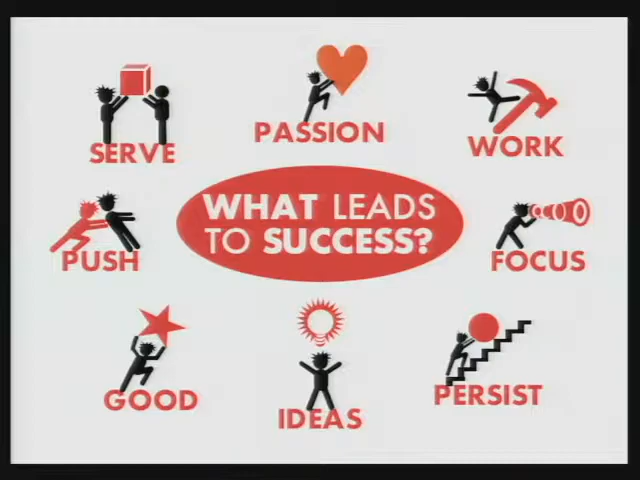 SERVE
PASSION
WORK
WHAT LEADS
TO SUCCESS?
PUSH
FOCUS
GOOD
IDEAS
PERSIST